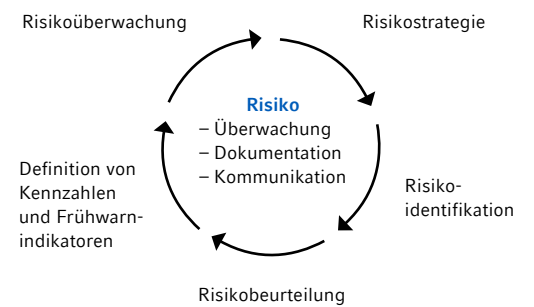 Risikoüberwachung
Risikostrategie
Risiko
– Überwachung
– Dokumentation
– Kommunikation
Risiko-
identifikation
Risikobeurteilung
Definition von
Kennzahlen
und Frühwarn-
indikatoren